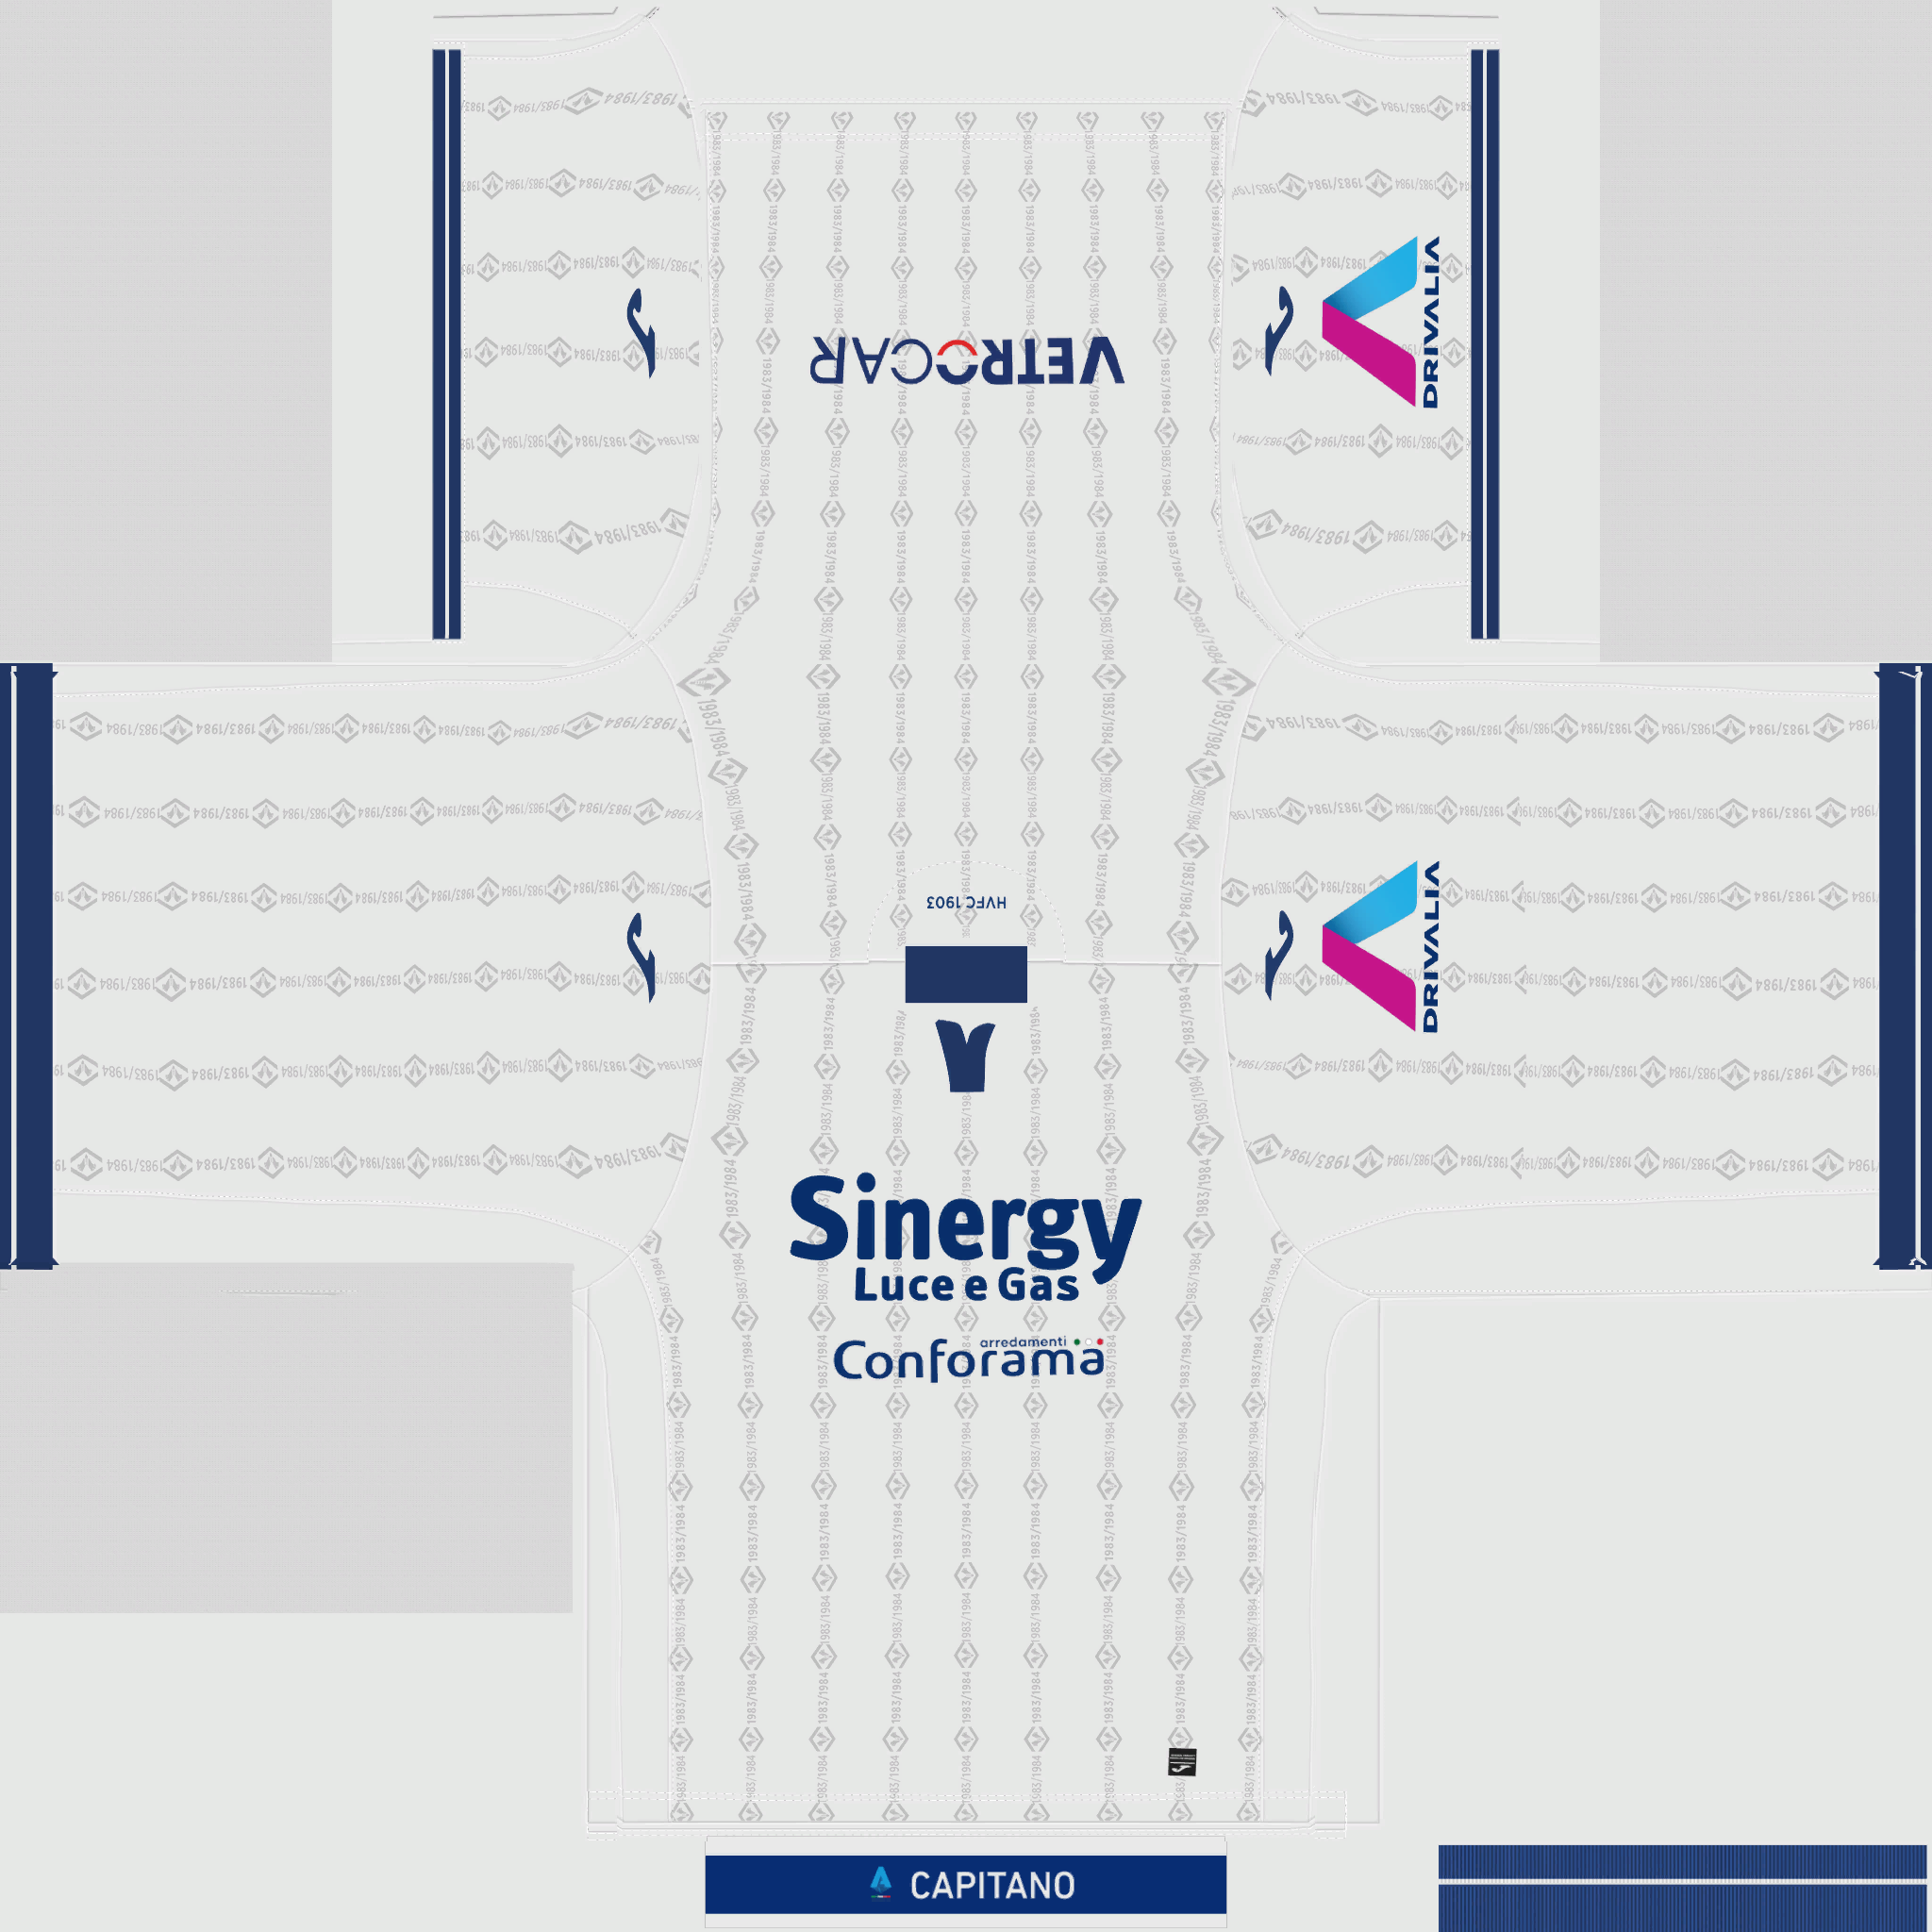 VETROCAR
DRIVALIA
HVFC 1903
DRIVALIA
Sinergy
Luce e Gas
arredamenti
Conforama
1983/1984
CAPITANO